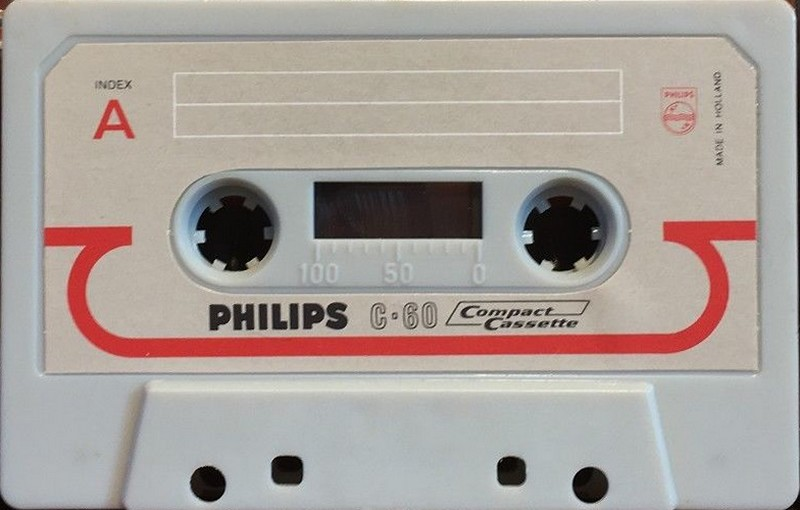 INDEX
A
PHILIPS
MADE IN HOLLAND
100 50 0
PHILIPS C-60 Compact
Cassette